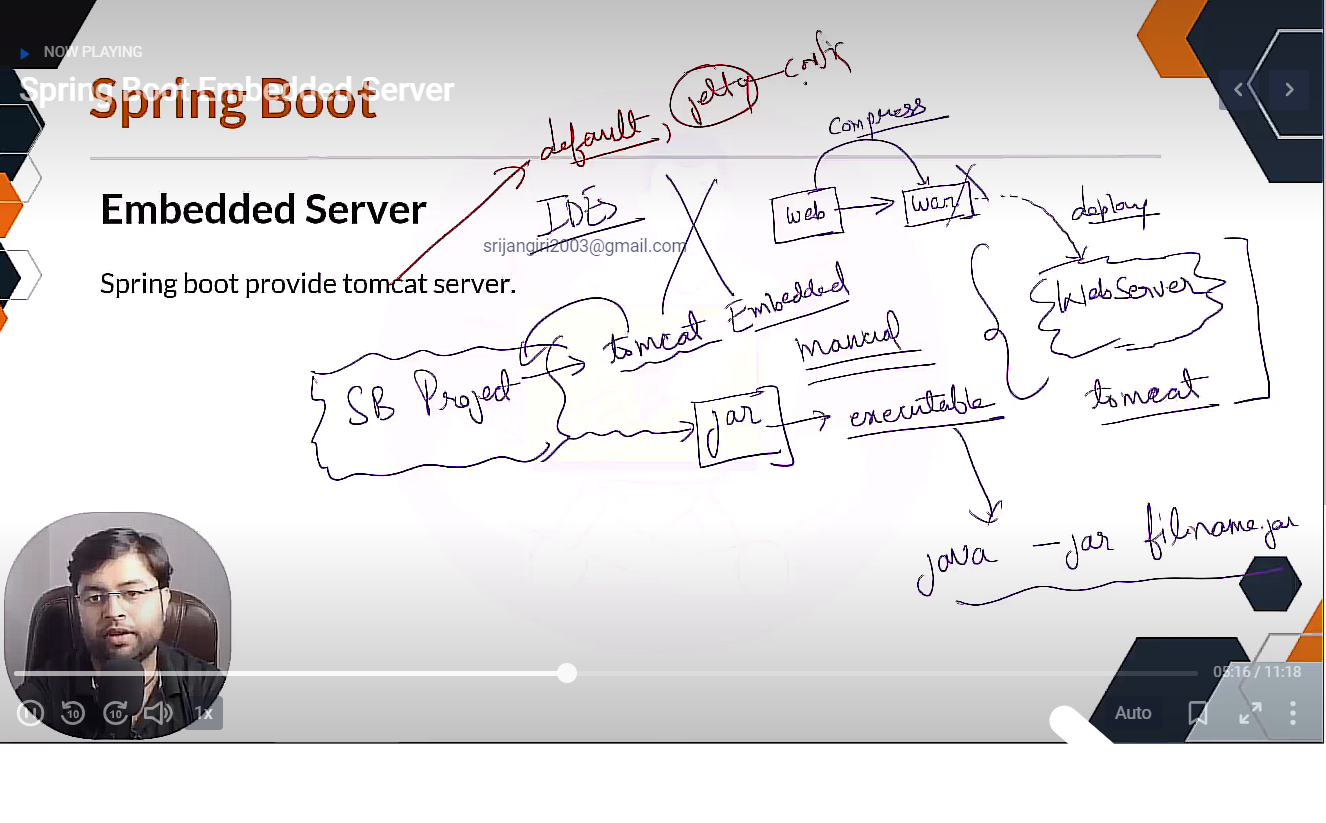 NOW PLAYING
Spring Boot Embedded Server
Spring Boot
default, jetty - confi
compress
Embedded Server
IDEs
web
war
deploy
srijangiri2003@gmail.com
Spring boot provide tomcat server.
WebServer
tomcat Embedded
manual
SB Project
jar
executable
tomcat
java -jar filname.jar
05:16 / 11:18
10
10
1x
Auto